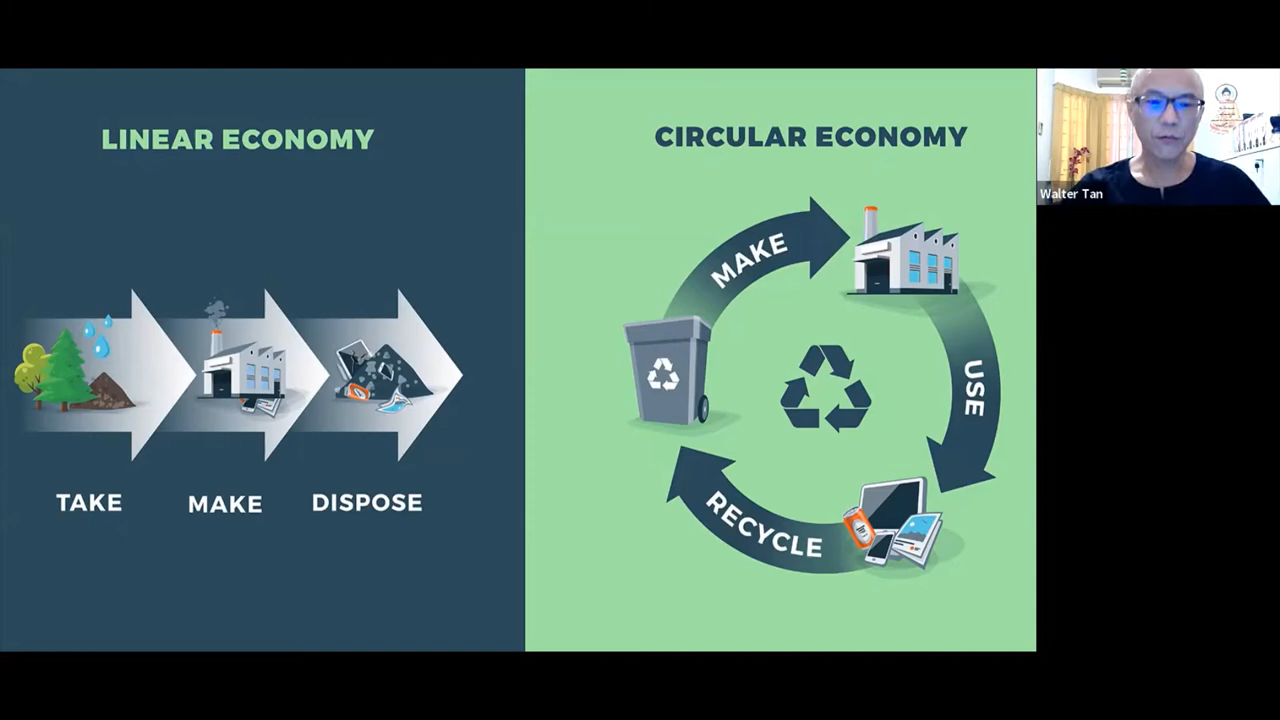 LINEAR ECONOMY
TAKE
MAKE
DISPOSE
CIRCULAR ECONOMY
MAKE
USE
RECYCLE
Walter Tan